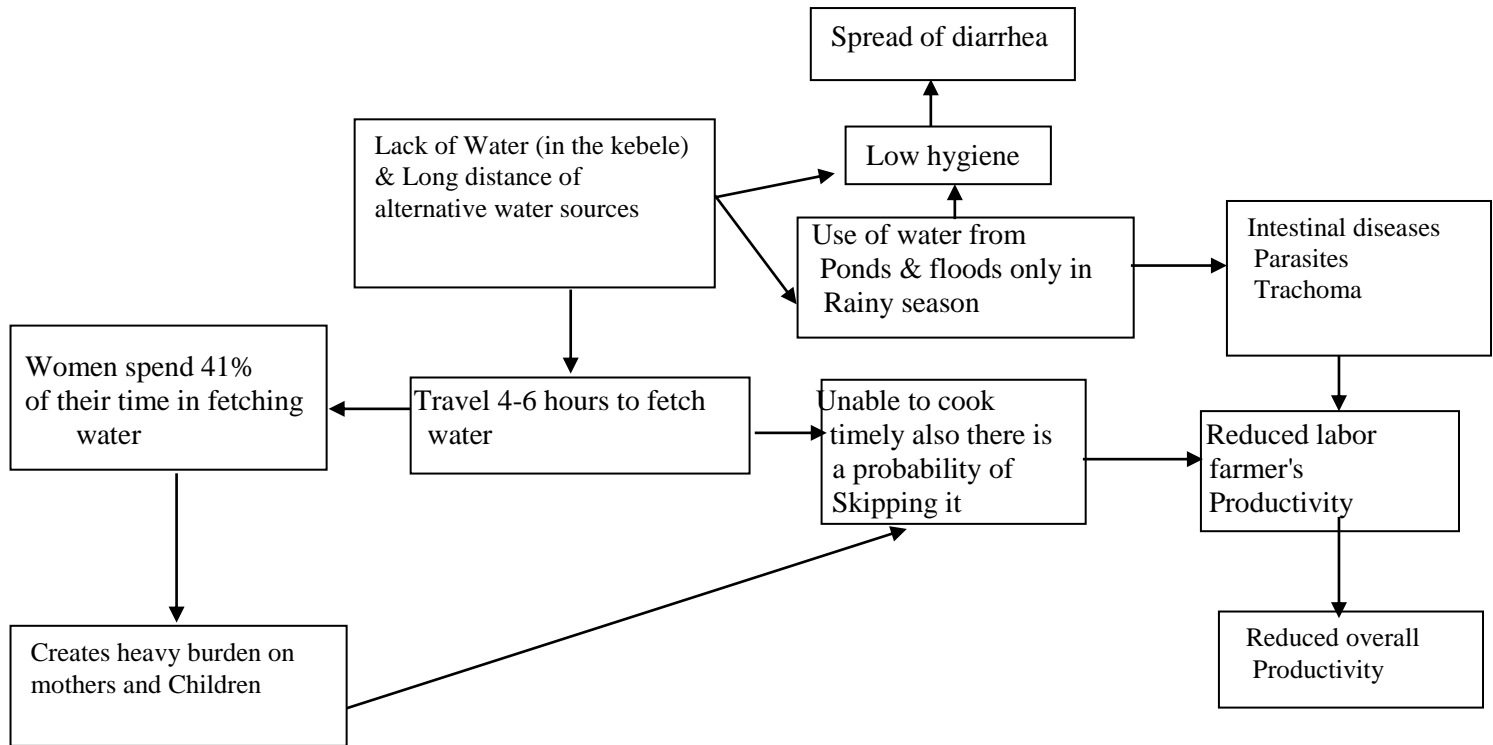 Spread of diarrhea
Lack of Water (in the kebele)
& Long distance of
alternative water sources
Low hygiene
Use of water from
Ponds & floods only in
Rainy season
Intestinal diseases
Parasites
Trachoma
Women spend 41%
of their time in fetching
water
Travel 4-6 hours to fetch
water
Unable to cook
timely also there is
a probability of
Skipping it
Reduced labor
farmer's
Productivity
Creates heavy burden on
mothers and Children
Reduced overall
Productivity